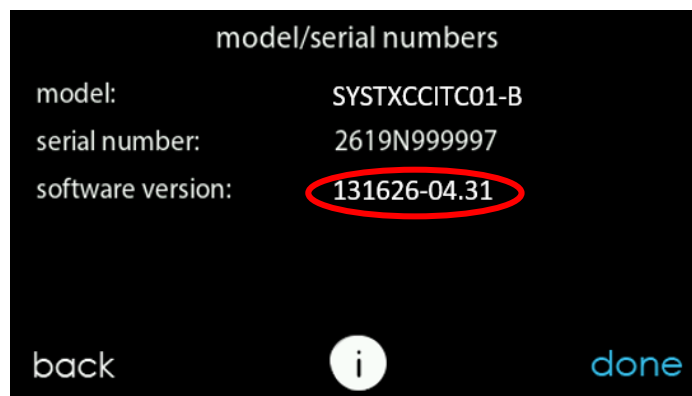 model/serial numbers
model: SYSTXCCITC01-B
serial number: 2619N999997
software version: 131626-04.31
back i done